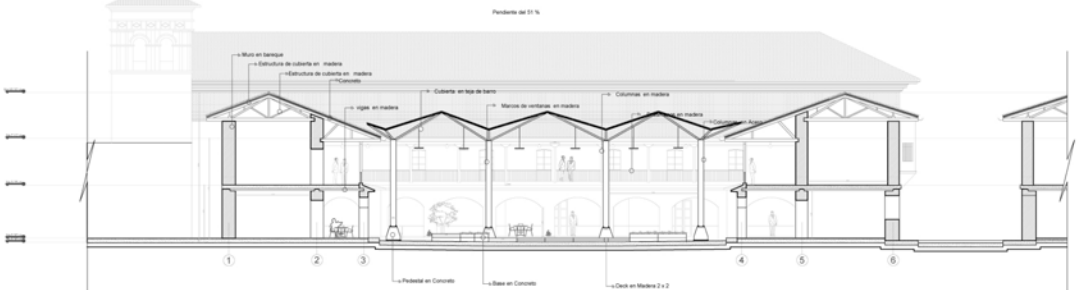 Pendiente del 51 %
Muro en bareque
Estructura de cubierta en madera
Estructura de cubierta en madera
Concreto
vigas en madera
Cubierta en teja de barro
Marcos de ventanas en madera
Columnas en madera
en madera
Columnas en Acero
1
2
3
4
5
6
Pedestal en Concreto
Base en Concreto
Deck en Madera 2 x 2